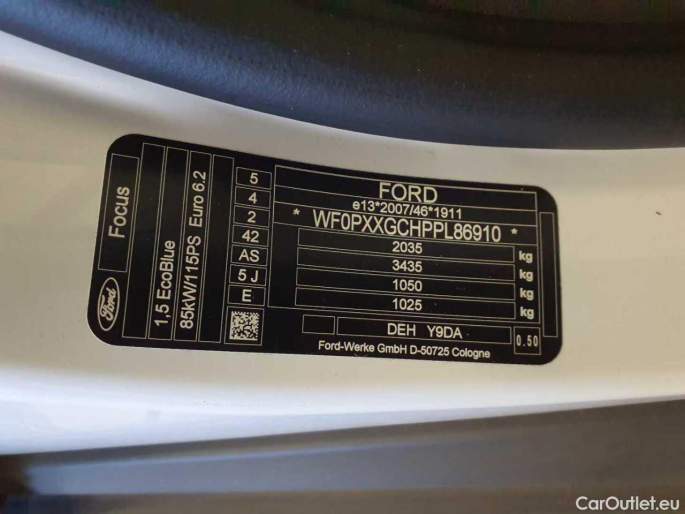 Ford
Focus
1,5 EcoBlue
85kW/115PS Euro 6.2
5
4
2
42
AS
5 J
E
FORD
e13*2007/46*1911
* WF0PXXGCHPPL86910 *
2035 kg
3435 kg
1050 kg
1025 kg
DEH Y9DA
0.50
Ford-Werke GmbH D-50725 Cologne
CarOutlet.eu